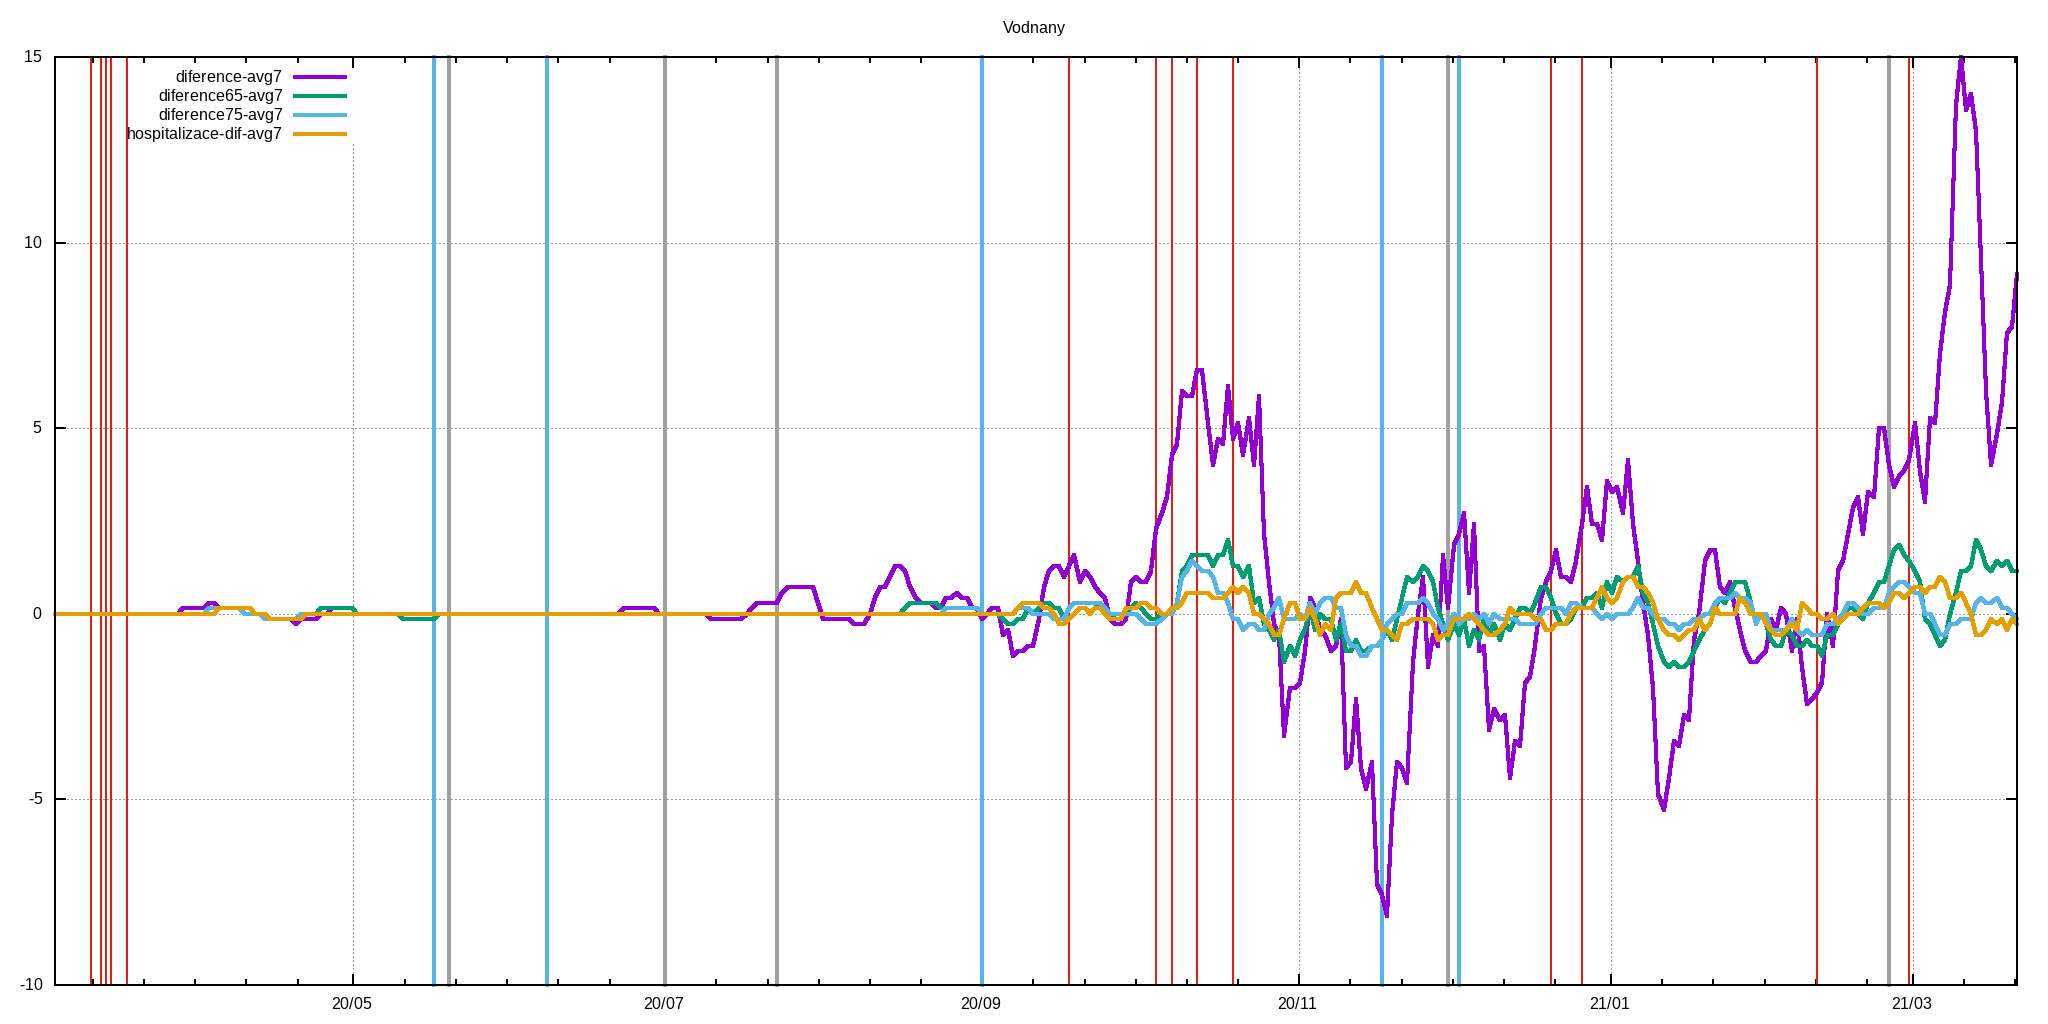 Vodnany
15
diference-avg7
diference65-avg7
diference75-avg7
hospitalizace-dif-avg7
10
5
0
-5
-10
20/05
20/07
20/09
20/11
21/01
21/03